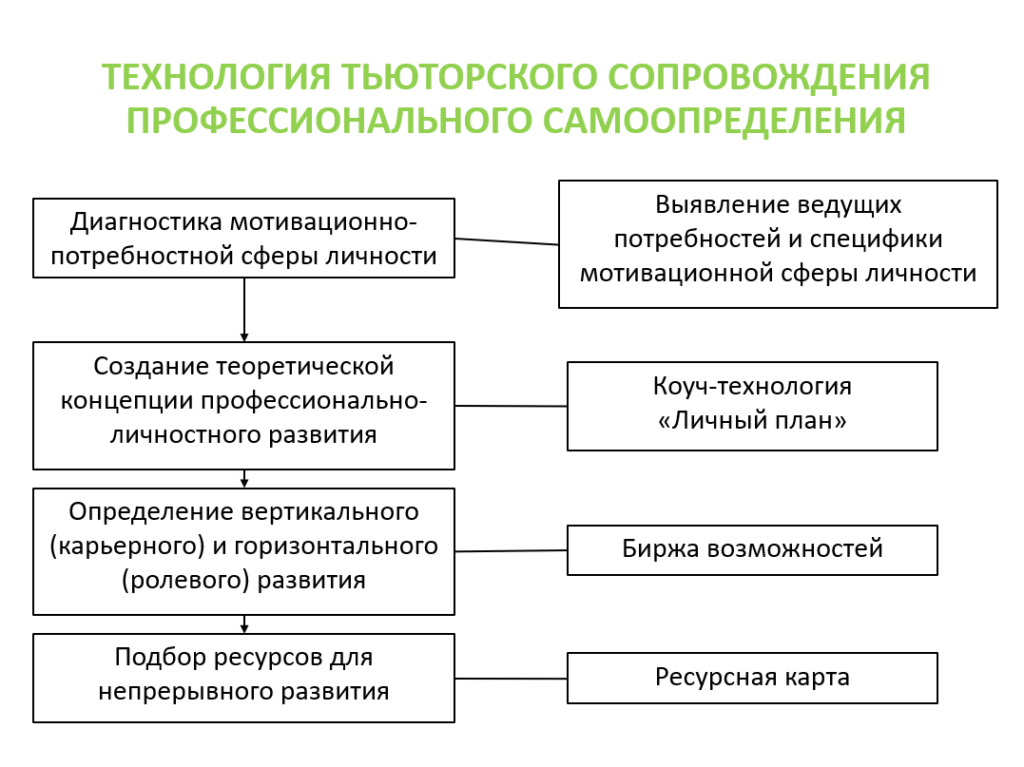 ТЕХНОЛОГИЯ ТЬЮТОРСКОГО СОПРОВОЖДЕНИЯ
ПРОФЕССИОНАЛЬНОГО САМООПРЕДЕЛЕНИЯ
Диагностика мотивационно-
потребностной сферы личности
Выявление ведущих
потребностей и специфики
мотивационной сферы личности
Создание теоретической
концепции профессионально-
личностного развития
Коуч-технология
«Личный план»
Определение вертикального
(карьерного) и горизонтального
(ролевого) развития
Биржа возможностей
Подбор ресурсов для
непрерывного развития
Ресурсная карта